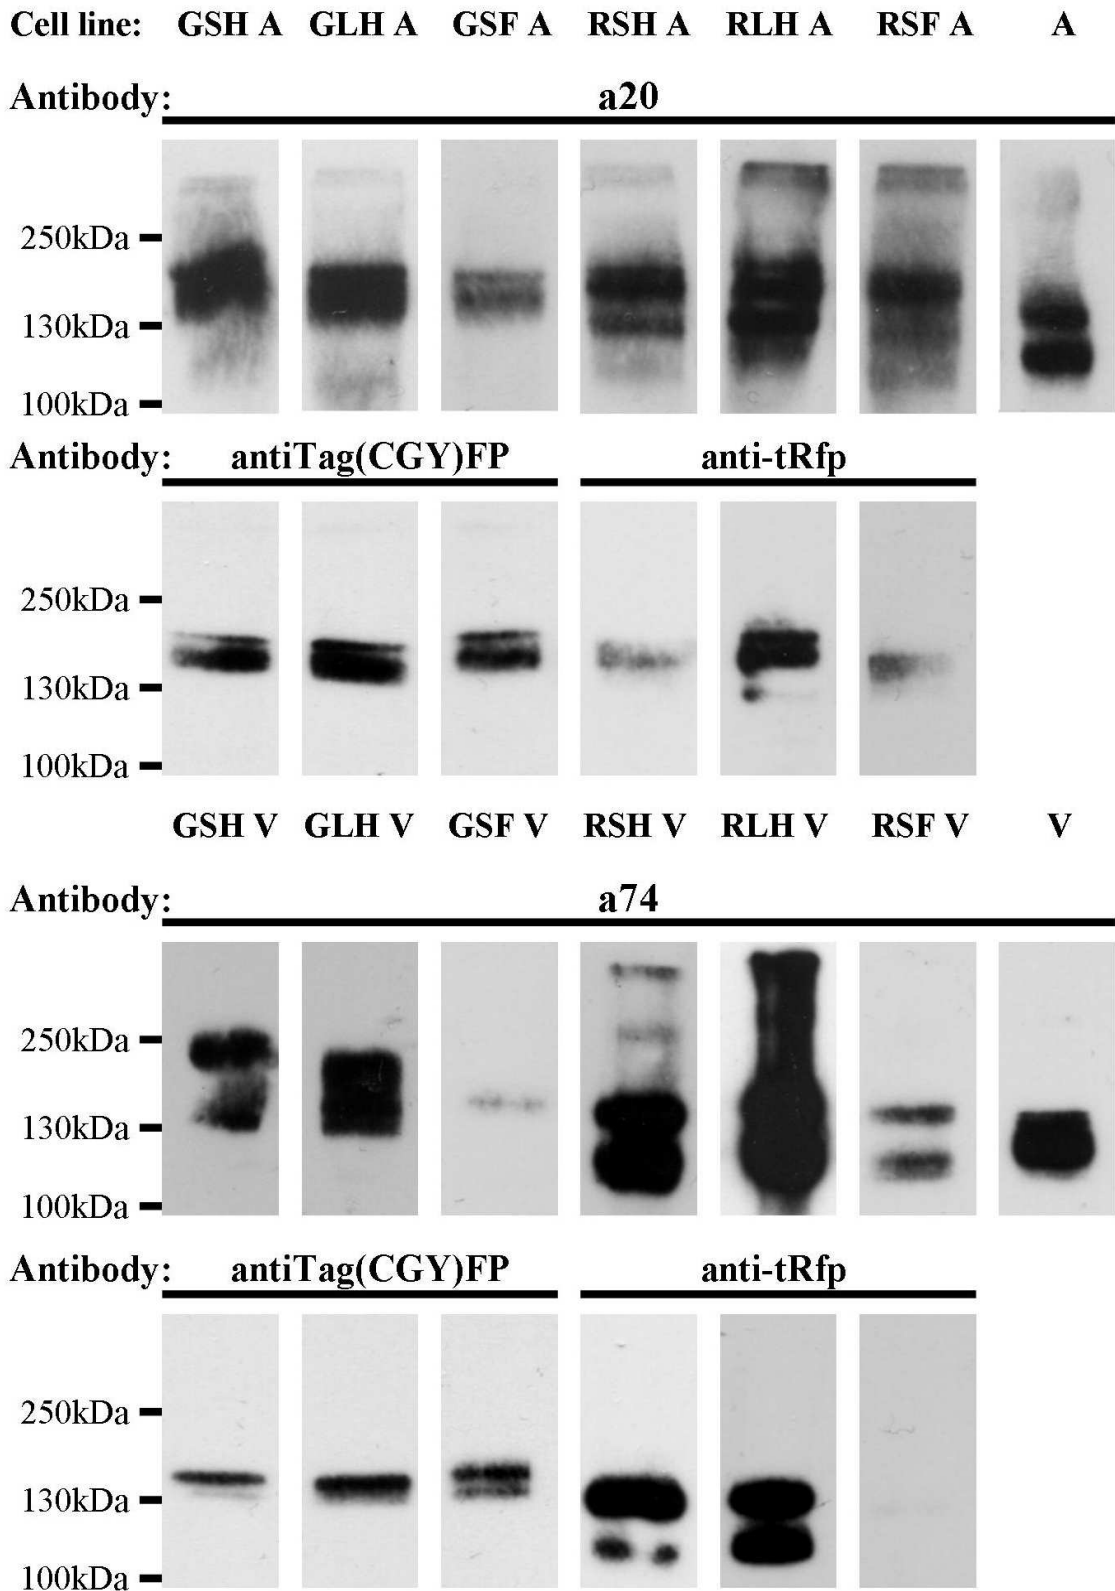 Cell line: GSH A GLH A GSF A RSH A RLH A RSF A A
Antibody: a20
250kDa
130kDa
100kDa
Antibody: antiTag(CGY)FP anti-tRfp
250kDa
130kDa
100kDa
GSH V GLH V GSF V RSH V RLH V RSF V V
Antibody: a74
250kDa
130kDa
100kDa
Antibody: antiTag(CGY)FP anti-tRfp
250kDa
130kDa
100kDa